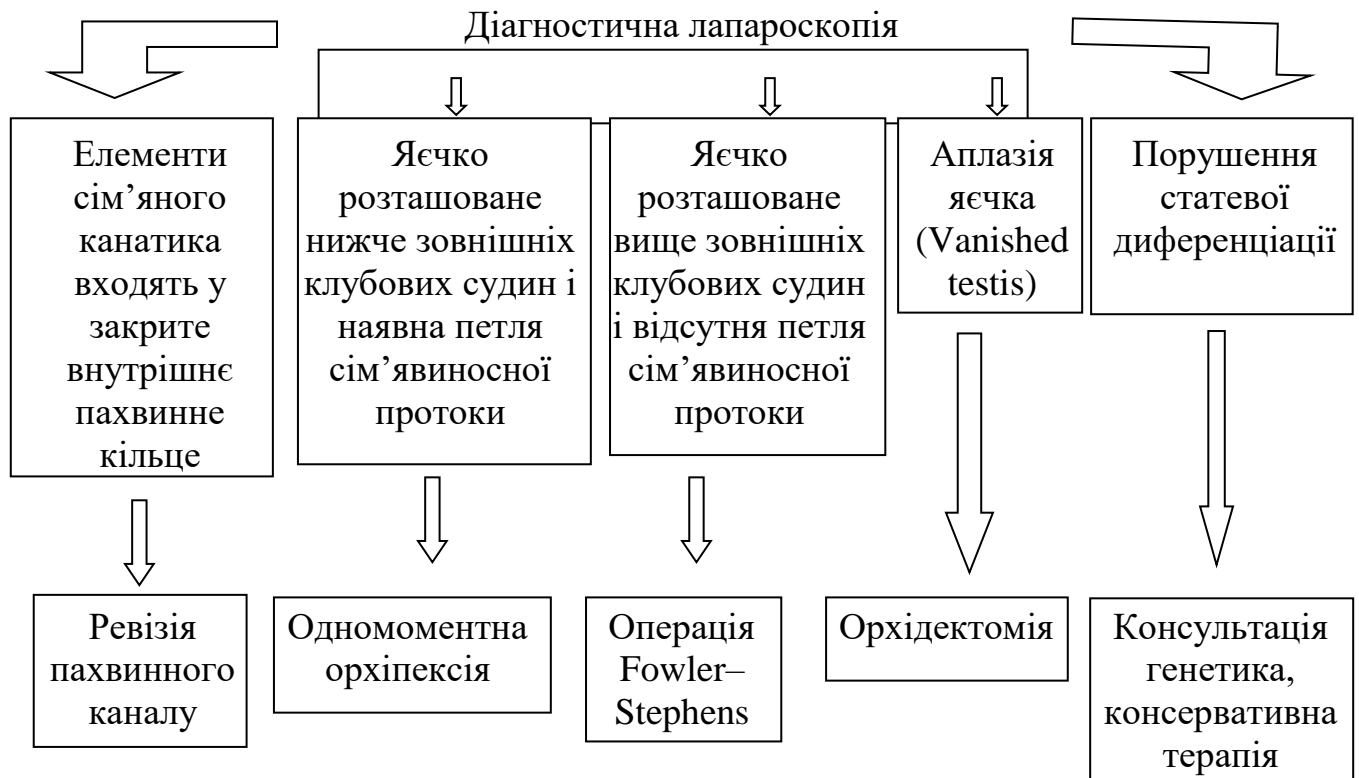 Діагностична лапароскопія
Елементи
сім’яного
канатика
входять у
закрите
внутрішнє
пахвинне
кільце
Яєчко
розташоване
нижче зовнішніх
клубових судин і
наявна петля
сім’явиносної
протоки
Яєчко
розташоване
вище зовнішніх
клубових судин
і відсутня петля
сім’явиносної
протоки
Аплазія
яєчка
(Vanished
testis)
Порушення
статевої
диференціації
Ревізія
пахвинного
каналу
Одномоментна
орхіпексія
Операція
Fowler–
Stephens
Орхідектомія
Консультація
генетика,
консервативна
терапія